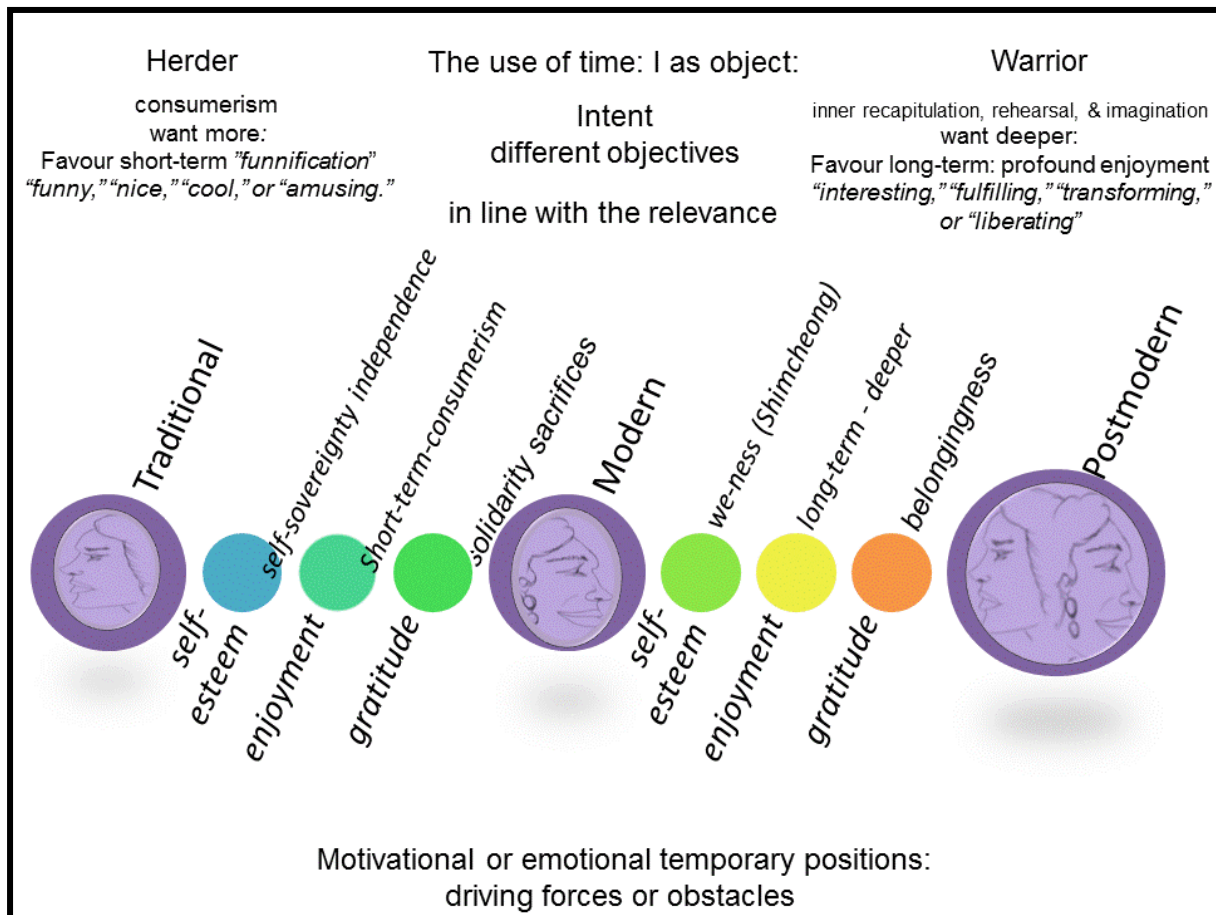 Herder
consumerism
want more:
Favour short-term ”funnification”
“funny,” “nice,” “cool,” or “amusing.”
The use of time: I as object:
Intent
different objectives
in line with the relevance
Warrior
inner recapitulation, rehearsal, & imagination
want deeper:
Favour long-term: profound enjoyment
“interesting,” “fulfilling,” “transforming,”
or “liberating”
Traditional
self-sovereignty independence
short-term-consumerism
solidarity sacrifices
Modern
we-ness (Shimcheong)
long-term - deeper
belongingness
Postmodern
self-
esteem
enjoyment
gratitude
self-
esteem
enjoyment
gratitude
Motivational or emotional temporary positions:
driving forces or obstacles